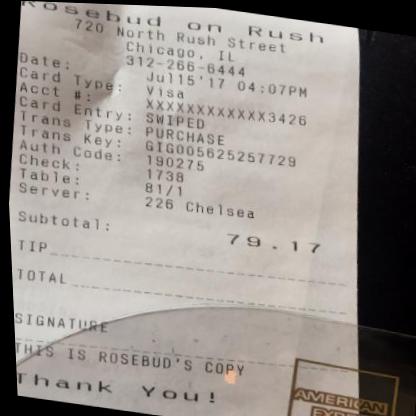 Rosebud on Rush
720 North Rush Street
Chicago, IL
312-266-6444
Date: Jul15'17 04:07PM
Card Type: Visa
Acct #: XXXXXXXXXXXX3426
Card Entry: SWIPED
Trans Type: PURCHASE
Trans Key: GIG005625257729
Auth Code: 190275
Check: 1738
Table: 81/1
Server: 226 Chelsea
Subtotal: 79.17
TIP
TOTAL
SIGNATURE
THIS IS ROSEBUD'S COPY
Thank You!
AMERICAN